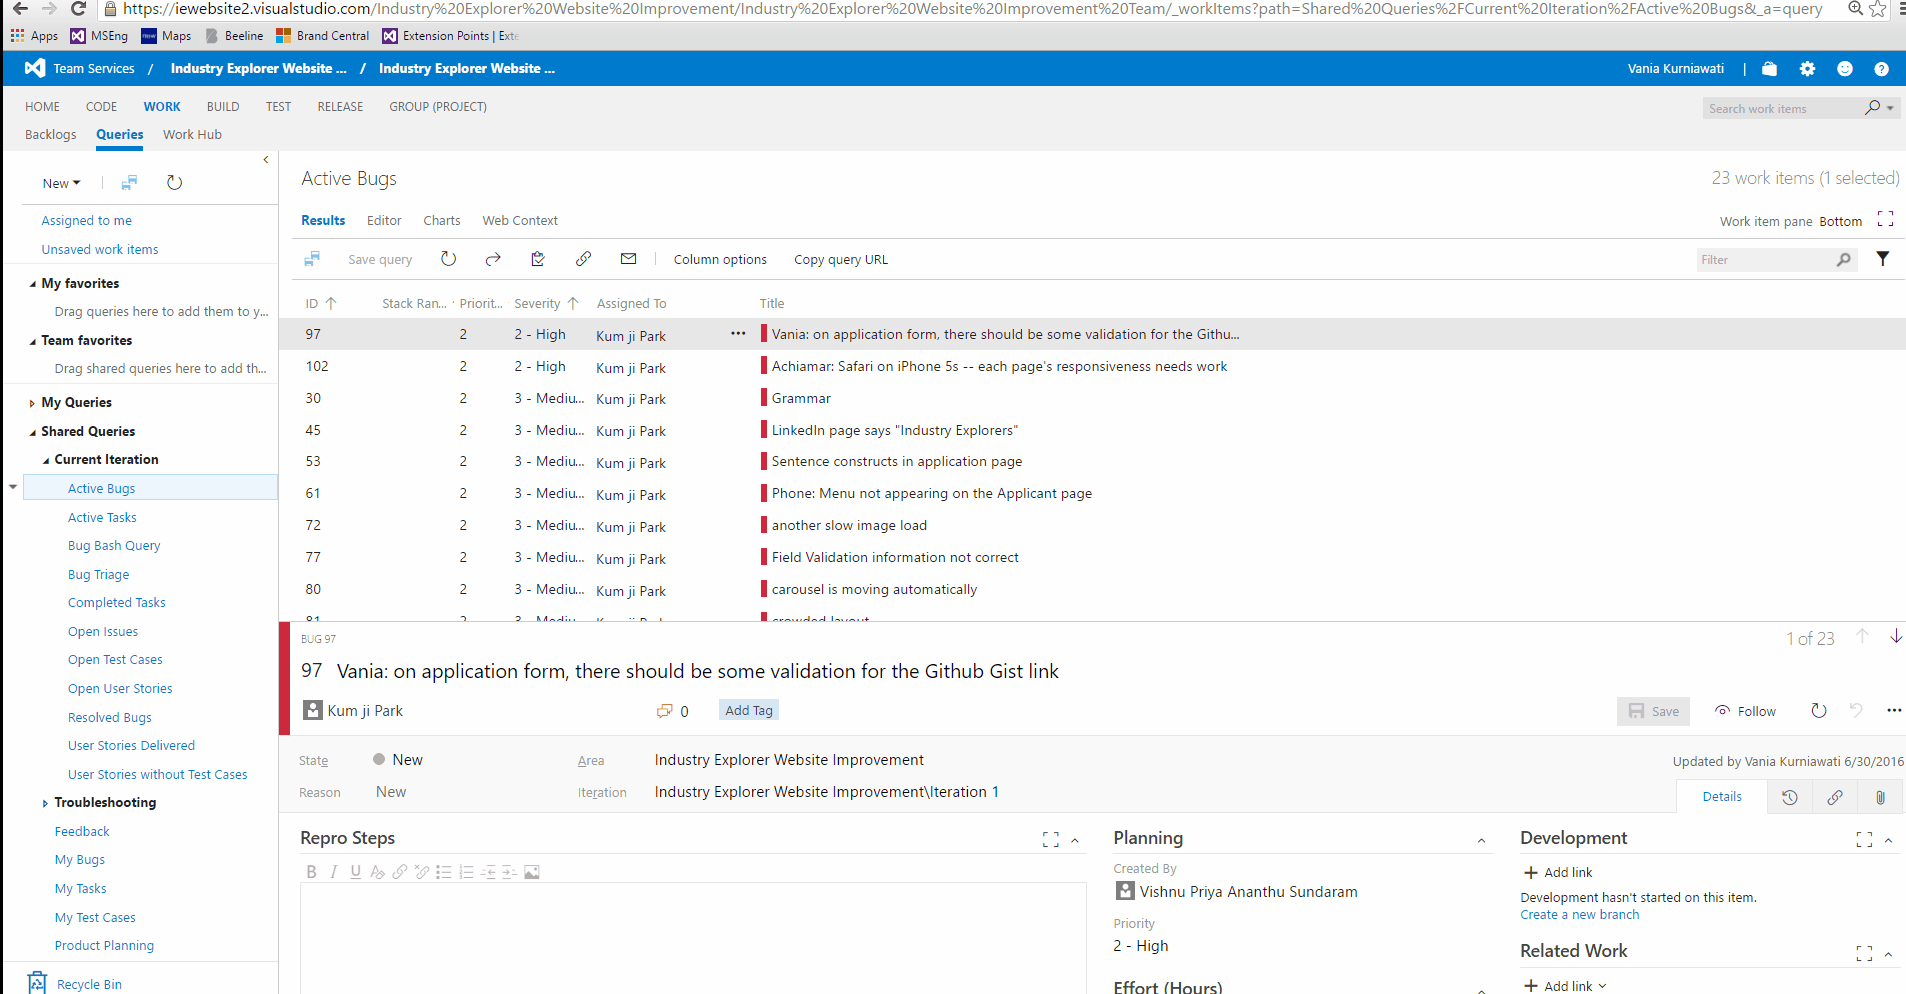 https://iewebsite2.visualstudio.com/Industry%20Explorer%20Website%20Improvement/Industry%20Explorer%20Website%20Improvement%20Team/_workItems?path=Shared%20Queries%2FCurrent%20Iteration%2FActive%20Bugs&_a=query
Apps MSEng Maps Beeline Brand Central Extension Points | Exte
Team Services / Industry Explorer Website ... / Industry Explorer Website ... Vania Kurniawati |
HOME CODE WORK BUILD TEST RELEASE GROUP (PROJECT) Search work items
Backlogs Queries Work Hub
New
Assigned to me
Unsaved work items
My favorites
Drag queries here to add them to y...
Team favorites
Drag shared queries here to add th...
My Queries
Shared Queries
Current Iteration
Active Bugs
Active Tasks
Bug Bash Query
Bug Triage
Completed Tasks
Open Issues
Open Test Cases
Open User Stories
Resolved Bugs
User Stories Delivered
User Stories without Test Cases
Troubleshooting
Feedback
My Bugs
My Tasks
My Test Cases
Product Planning
Recycle Bin
Active Bugs 23 work items (1 selected)
Results Editor Charts Web Context Work item pane Bottom
Save query Column options Copy query URL Filter
ID Stack Ran... Priorit... Severity Assigned To Title
97 2 2 - High Kum ji Park ... Vania: on application form, there should be some validation for the Githu...
102 2 2 - High Kum ji Park Achiamar: Safari on iPhone 5s -- each page's responsiveness needs work
30 2 3 - Mediu... Kum ji Park Grammar
45 2 3 - Mediu... Kum ji Park LinkedIn page says "Industry Explorers"
53 2 3 - Mediu... Kum ji Park Sentence constructs in application page
61 2 3 - Mediu... Kum ji Park Phone: Menu not appearing on the Applicant page
72 2 3 - Mediu... Kum ji Park another slow image load
77 2 3 - Mediu... Kum ji Park Field Validation information not correct
80 2 3 - Mediu... Kum ji Park carousel is moving automatically
81 2 3 - Mediu... Kum ji Park crowded layout
BUG 97 1 of 23
97 Vania: on application form, there should be some validation for the Github Gist link
Kum ji Park 0 Add Tag Save Follow ...
State New Area Industry Explorer Website Improvement Updated by Vania Kurniawati 6/30/2016
Reason New Iteration Industry Explorer Website Improvement\Iteration 1
Details
Repro Steps
B I U
Planning
Created By
Vishnu Priya Ananthu Sundaram
Priority
2 - High
Effort (Hours)
Development
+ Add link
Development hasn't started on this item.
Create a new branch
Related Work
+ Add link